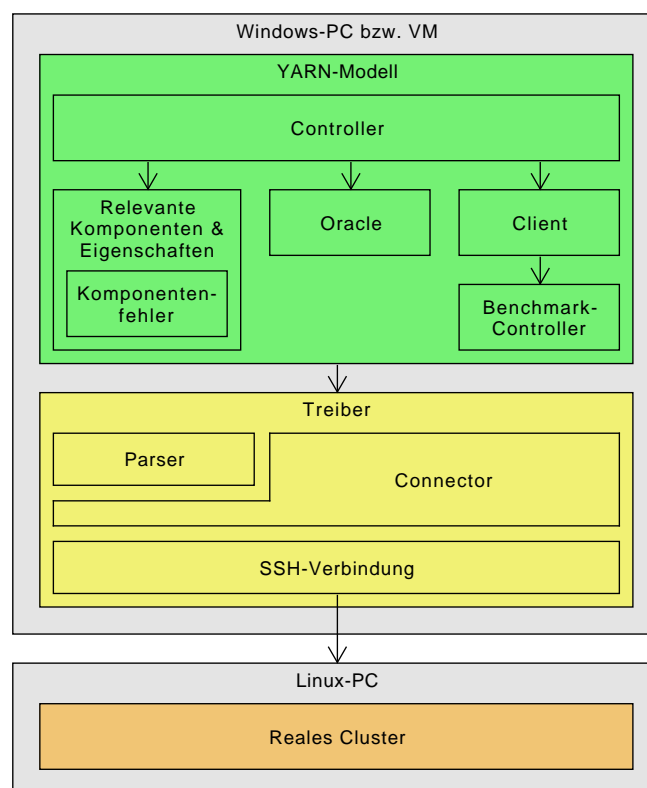 Windows-PC bzw. VM
YARN-Modell
Controller
Relevante
Komponenten &
Eigenschaften
Komponenten-
fehler
Oracle
Client
Benchmark-
Controller
Treiber
Parser
Connector
SSH-Verbindung
Linux-PC
Reales Cluster